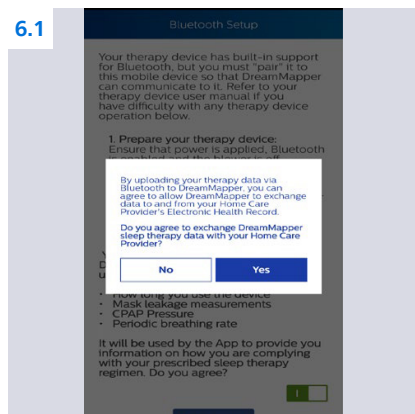 6.1
Bluetooth Setup
Your therapy device has built-in support
for Bluetooth, but you must "pair" it to
this mobile device so that DreamMapper
can communicate to it. Refer to your
therapy device user manual if you
have difficulty with any therapy device
operation below.
1. Prepare your therapy device:
Ensure that power is applied, Bluetooth
is enabled and the blower is off.
By uploading your therapy data via
Bluetooth to DreamMapper, you can
agree to allow DreamMapper to exchange
data to and from your Home Care
Provider's Electronic Health Record.
Do you agree to exchange DreamMapper
sleep therapy data with your Home Care
Provider?
No Yes
• How long you use the device
• Mask leakage measurements
• CPAP Pressure
• Periodic breathing rate
It will be used by the App to provide you
information on how you are complying
with your prescribed sleep therapy
regimen. Do you agree?